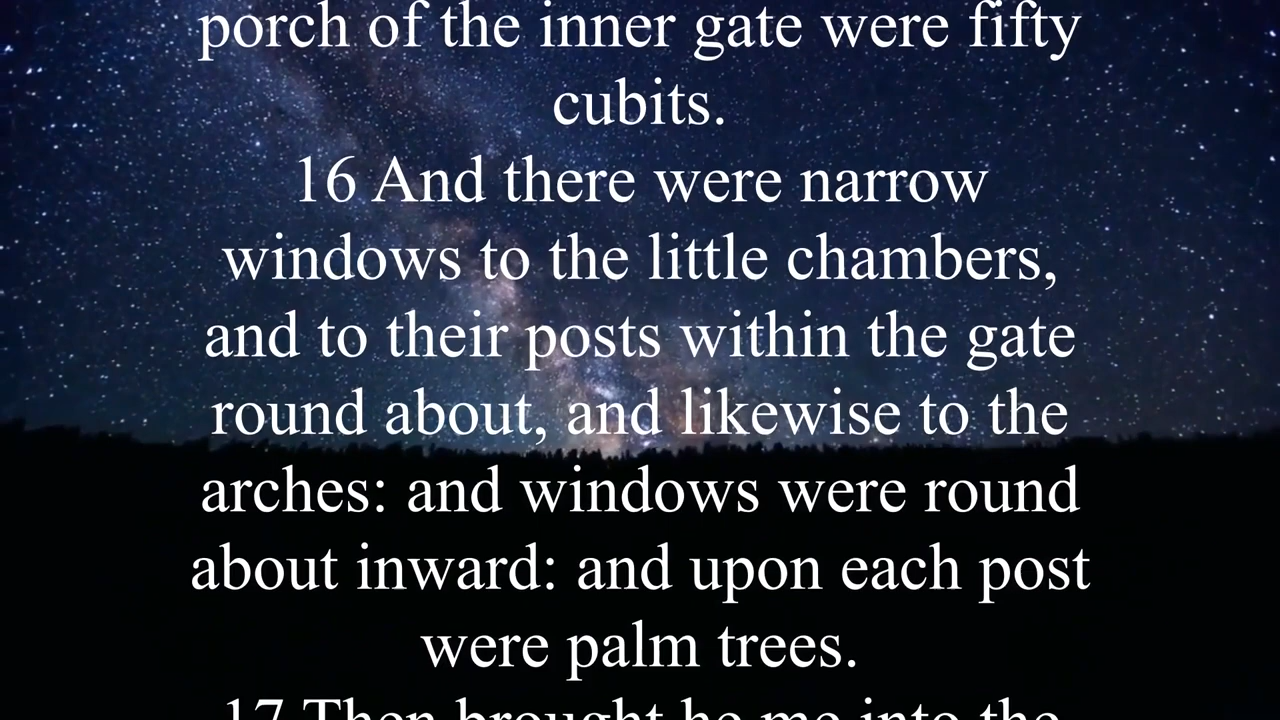 porch of the inner gate were fifty
cubits.
16 And there were narrow
windows to the little chambers,
and to their posts within the gate
round about, and likewise to the
arches: and windows were round
about inward: and upon each post
were palm trees.
17 Then brought he me into the